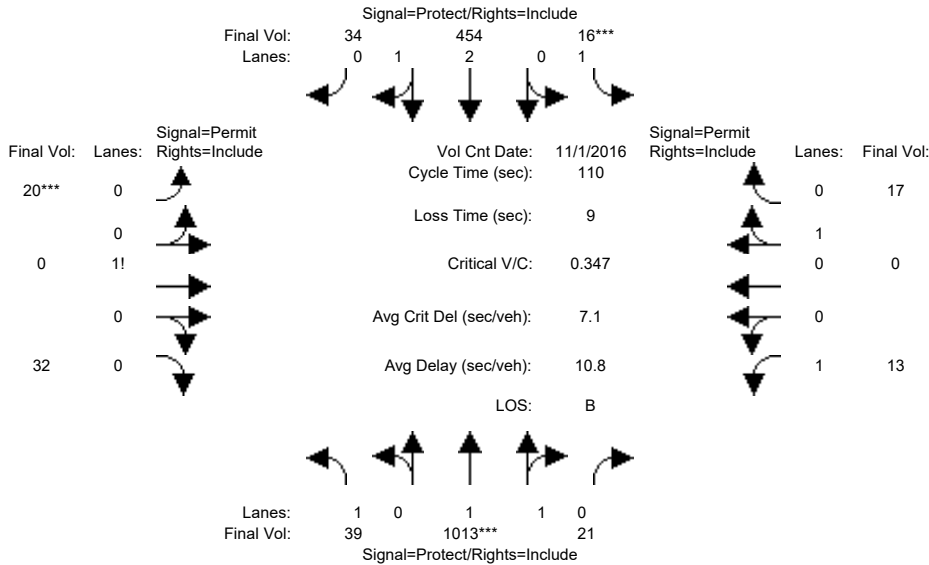 Signal=Protect/Rights=Include
Final Vol: 34 454 16***
Lanes: 0 1 2 0 1
Signal=Permit Signal=Permit
Final Vol: Lanes: Rights=Include Vol Cnt Date: 11/1/2016 Rights=Include Lanes: Final Vol:
Cycle Time (sec): 110
20*** 0 0 17
Loss Time (sec): 9
0 1
0 1! Critical V/C: 0.347 0 0
0 Avg Crit Del (sec/veh): 7.1 0
32 0 Avg Delay (sec/veh): 10.8 1 13
LOS: B
Lanes: 1 0 1 1 0
Final Vol: 39 1013*** 21
Signal=Protect/Rights=Include